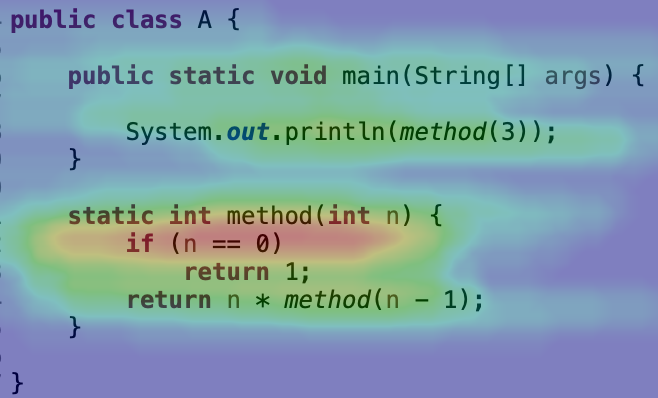 public class A {
public static void main(String[] args) {
System.out.println(method(3));
}
static int method(int n) {
if (n == 0)
return 1;
return n * method(n - 1);
}
}